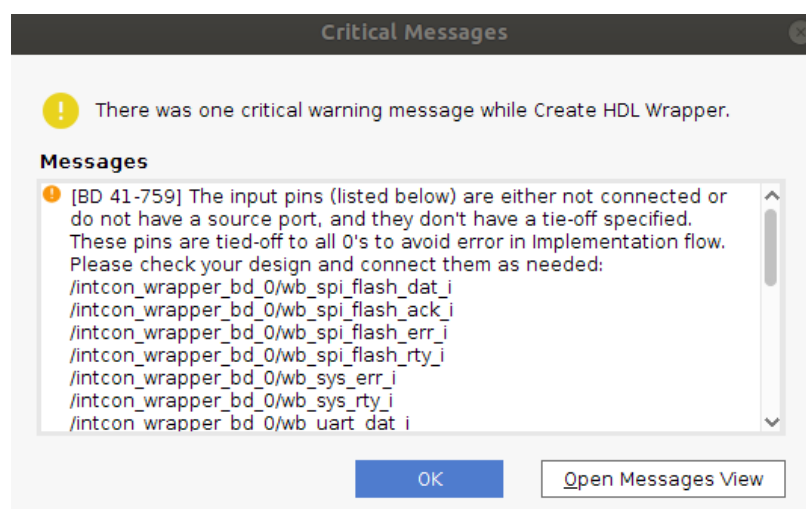 Critical Messages
There was one critical warning message while Create HDL Wrapper.
Messages
[BD 41-759] The input pins (listed below) are either not connected or
do not have a source port, and they don't have a tie-off specified.
These pins are tied-off to all 0's to avoid error in Implementation flow.
Please check your design and connect them as needed:
/intcon_wrapper_bd_0/wb_spi_flash_dat_i
/intcon_wrapper_bd_0/wb_spi_flash_ack_i
/intcon_wrapper_bd_0/wb_spi_flash_err_i
/intcon_wrapper_bd_0/wb_spi_flash_rty_i
/intcon_wrapper_bd_0/wb_sys_err_i
/intcon_wrapper_bd_0/wb_sys_rty_i
/intcon_wrapper_bd_0/wb_uart_dat_i
OK
Open Messages View